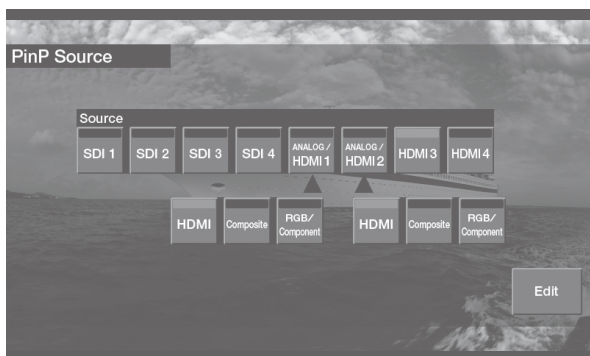 PinP Source
Source
SDI 1 SDI 2 SDI 3 SDI 4 ANALOG / HDMI 1 ANALOG / HDMI 2 HDMI 3 HDMI 4
HDMI Composite RGB/ Component HDMI Composite RGB/ Component
Edit